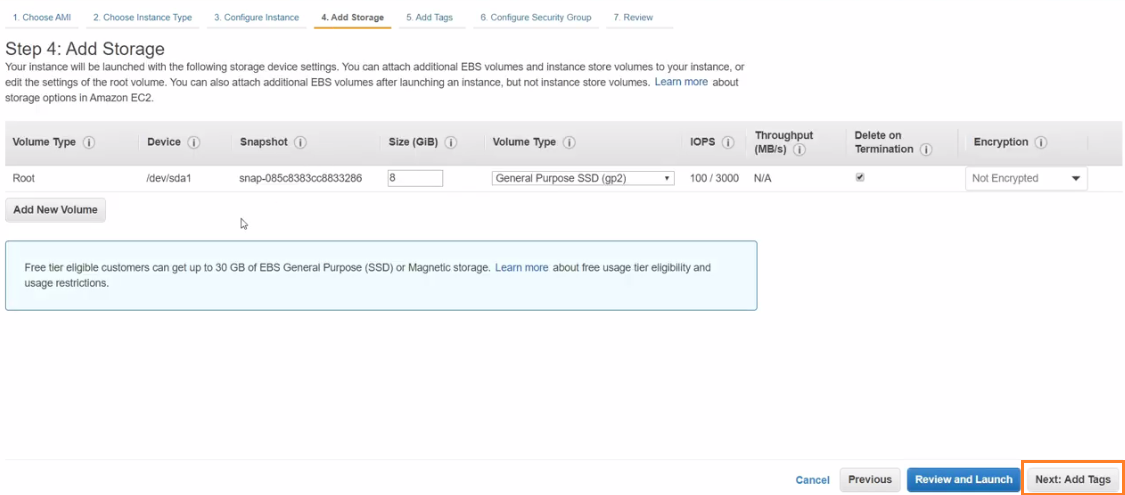 1. Choose AMI 2. Choose Instance Type 3. Configure Instance 4. Add Storage 5. Add Tags 6. Configure Security Group 7. Review
Step 4: Add Storage
Your instance will be launched with the following storage device settings. You can attach additional EBS volumes and instance store volumes to your instance, or
edit the settings of the root volume. You can also attach additional EBS volumes after launching an instance, but not instance store volumes. Learn more about
storage options in Amazon EC2.
Volume Type Device Snapshot Size (GiB) Volume Type IOPS Throughput (MB/s) Delete on Termination Encryption
Root /dev/sda1 snap-085c8383cc8833286 8 General Purpose SSD (gp2) 100 / 3000 N/A Not Encrypted
Add New Volume
Free tier eligible customers can get up to 30 GB of EBS General Purpose (SSD) or Magnetic storage. Learn more about free usage tier eligibility and
usage restrictions.
Cancel Previous Review and Launch Next: Add Tags